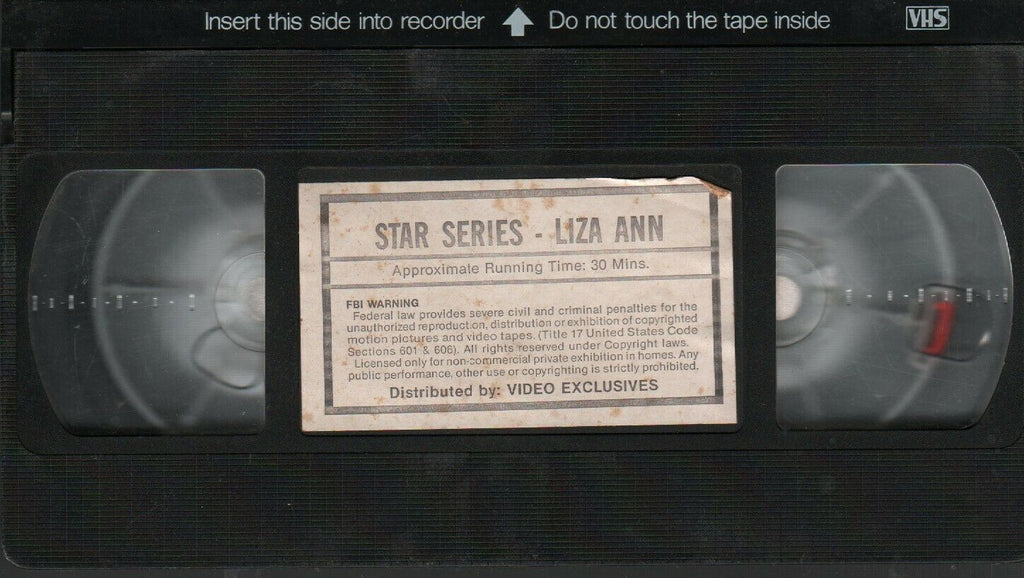 Insert this side into recorder Do not touch the tape inside VHS
STAR SERIES - LIZA ANN
Approximate Running Time: 30 Mins.
FBI WARNING
Federal law provides severe civil and criminal penalties for the
unauthorized reproduction, distribution or exhibition of copyrighted
motion pictures and video tapes. (Title 17 United States Code
Sections 601 & 606). All rights reserved under Copyright laws.
Licensed only for non-commercial private exhibition in homes. Any
public performance, other use or copyrighting is strictly prohibited.
Distributed by: VIDEO EXCLUSIVES